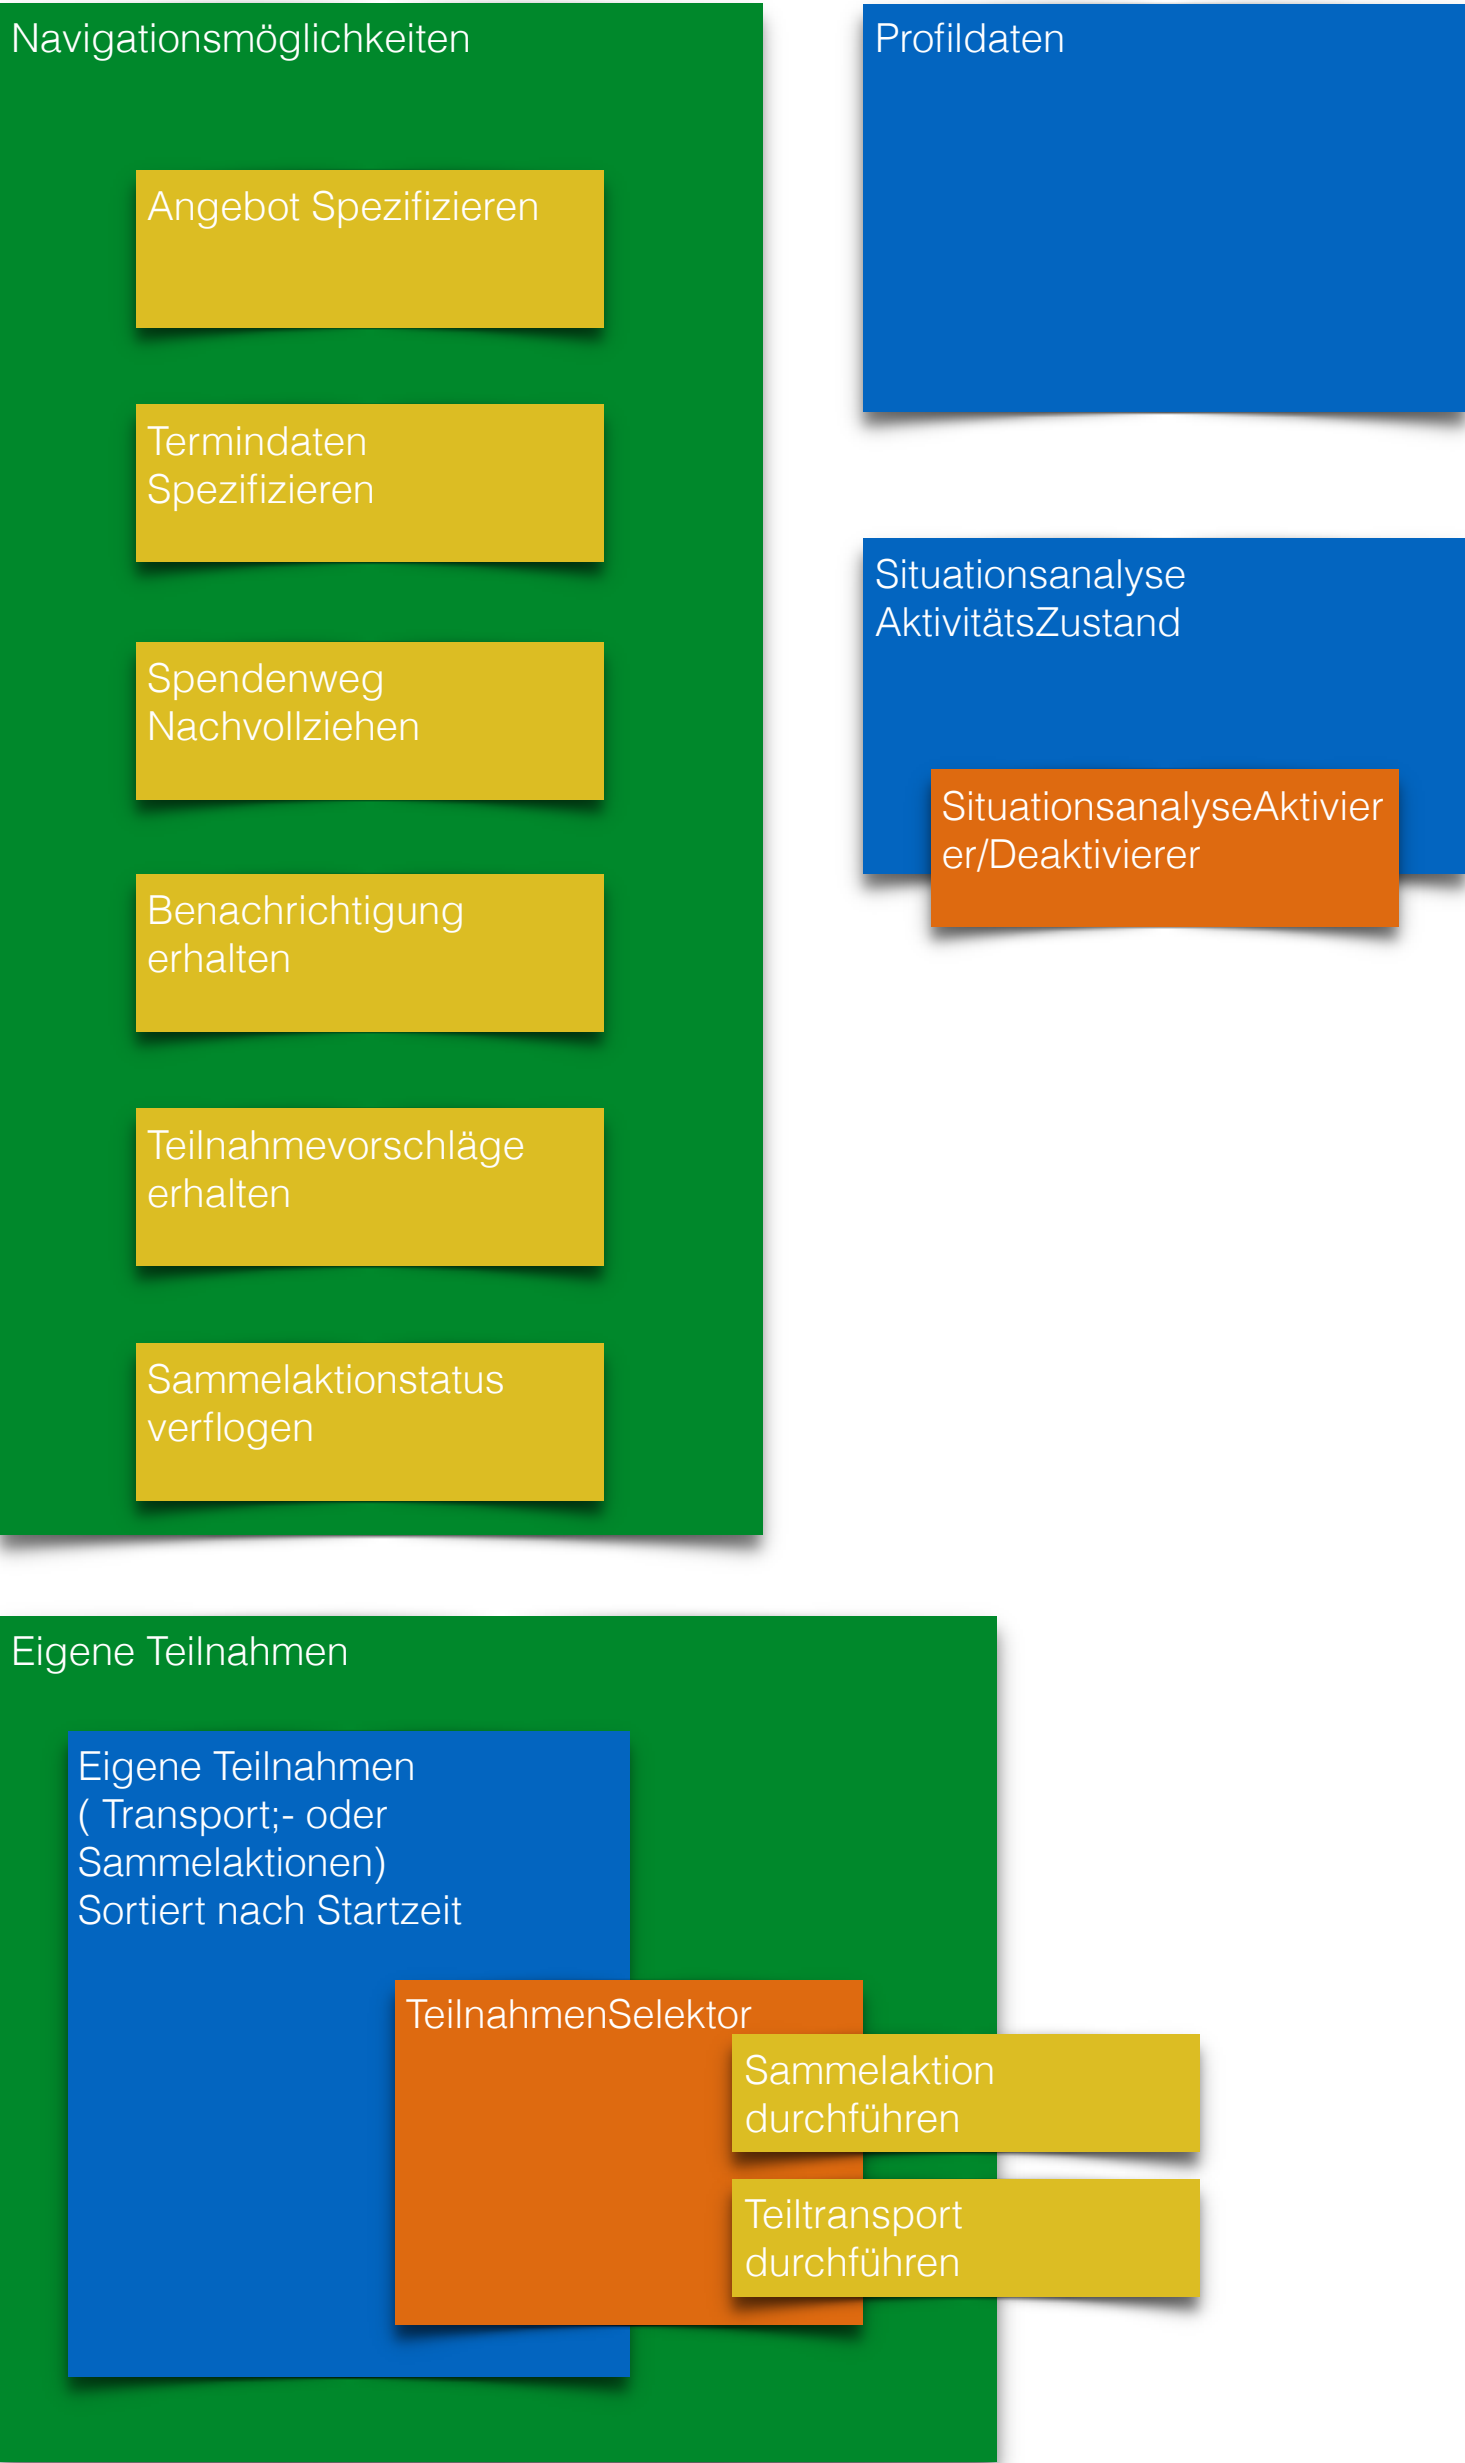 Navigationsmöglichkeiten
Angebot Spezifizieren
Termindaten
Spezifizieren
Spendenweg
Nachvollziehen
Benachrichtigung
erhalten
Teilnahmevorschläge
erhalten
Sammelaktionstatus
verflogen
Profildaten
Situationsanalyse
AktivitätsZustand
SituationsanalyseAktivier
er/Deaktivierer
Eigene Teilnahmen
Eigene Teilnahmen
( Transport;- oder
Sammelaktionen)
Sortiert nach Startzeit
TeilnahmenSelektor
Sammelaktion
durchführen
Teiltransport
durchführen